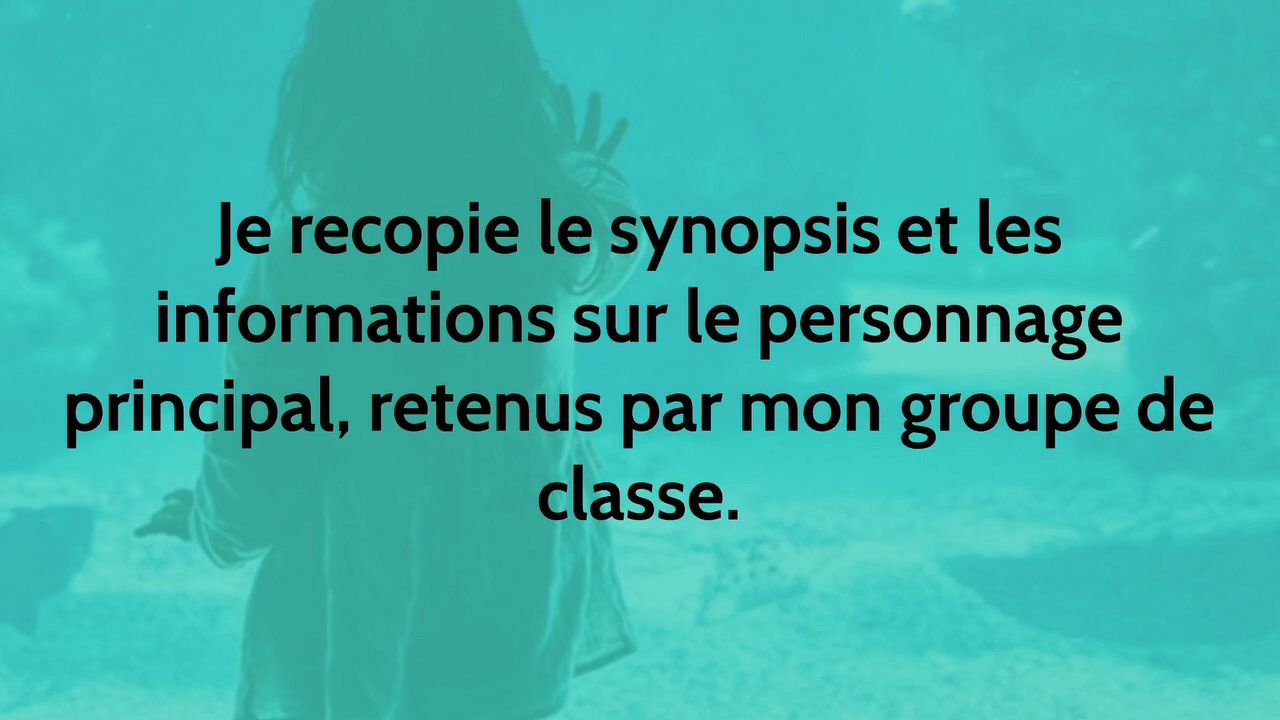 Je recopie le synopsis et les
informations sur le personnage
principal, retenus par mon groupe de
classe.